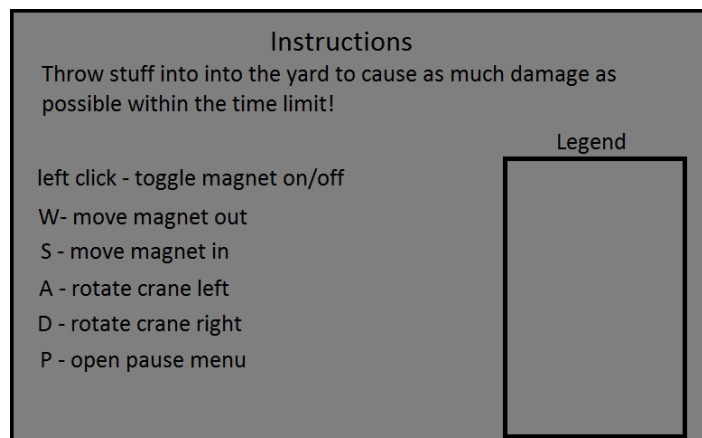 Instructions
Throw stuff into into the yard to cause as much damage as
possible within the time limit!
Legend
left click - toggle magnet on/off
W- move magnet out
S - move magnet in
A - rotate crane left
D - rotate crane right
P - open pause menu